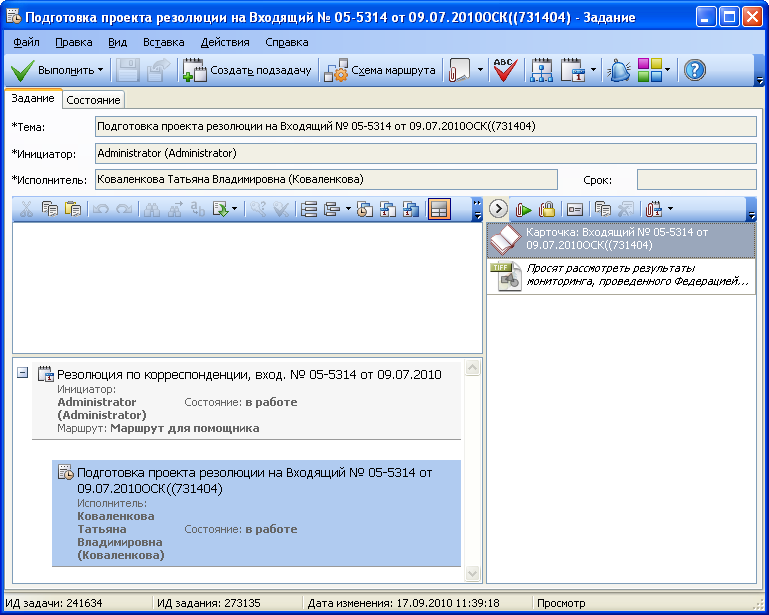 Подготовка проекта резолюции на Входящий № 05-5314 от 09.07.2010ОСК((731404) - Задание
Файл Правка Вид Вставка Действия Справка
Выполнить Создать подзадачу Схема маршрута ABC
Задание Состояние
*Тема: Подготовка проекта резолюции на Входящий № 05-5314 от 09.07.2010ОСК((731404)
*Инициатор: Administrator (Administrator)
*Исполнитель: Коваленкова Татьяна Владимировна (Коваленкова) Срок:
Карточка: Входящий № 05-5314 от
09.07.2010ОСК((731404)
TIFF
Просят рассмотреть результаты
мониторинга, проведенного Федерацией...
Резолюция по корреспонденции, вход. № 05-5314 от 09.07.2010
Инициатор:
Administrator
(Administrator)
Состояние: в работе
Маршрут: Маршрут для помощника
Подготовка проекта резолюции на Входящий № 05-5314 от
09.07.2010ОСК((731404)
Исполнитель:
Коваленкова
Татьяна
Владимировна
(Коваленкова)
Состояние: в работе
ИД задачи: 241634 ИД задания: 273135 Дата изменения: 17.09.2010 11:39:18 Просмотр